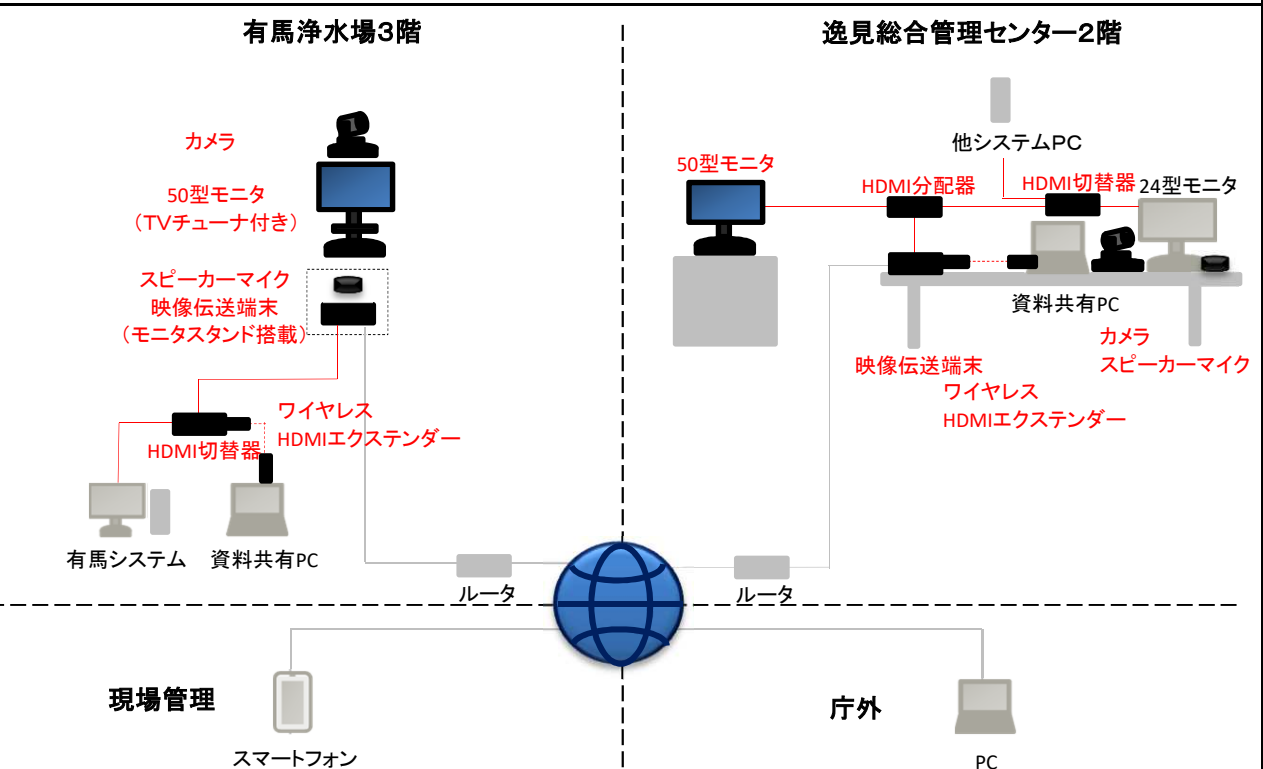 有馬浄水場3階
カメラ
50型モニタ
（TVチューナ付き）
スピーカーマイク
映像伝送端末
（モニタスタンド搭載）
ワイヤレス
HDMIエクステンダー
HDMI切替器
有馬システム
資料共有PC
ルータ
逸見総合管理センター2階
他システムPC
50型モニタ
HDMI分配器
HDMI切替器
24型モニタ
資料共有PC
カメラ
スピーカーマイク
映像伝送端末
ワイヤレス
HDMIエクステンダー
ルータ
現場管理
スマートフォン
庁外
PC